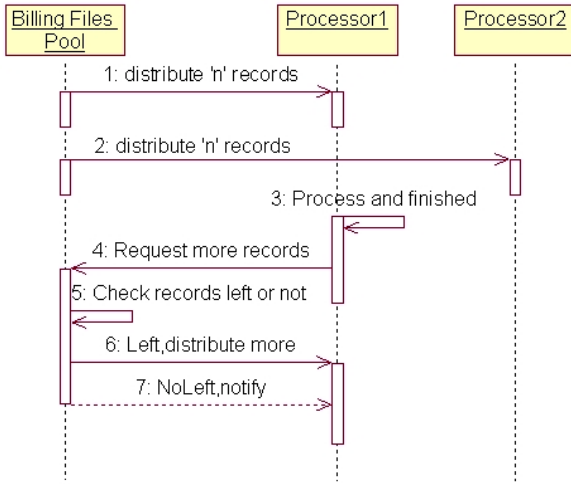 Billing Files
Pool
Processor1
Processor2
1: distribute 'n' records
2: distribute 'n' records
3: Process and finished
4: Request more records
5: Check records left or not
6: Left,distribute more
7: NoLeft,notify